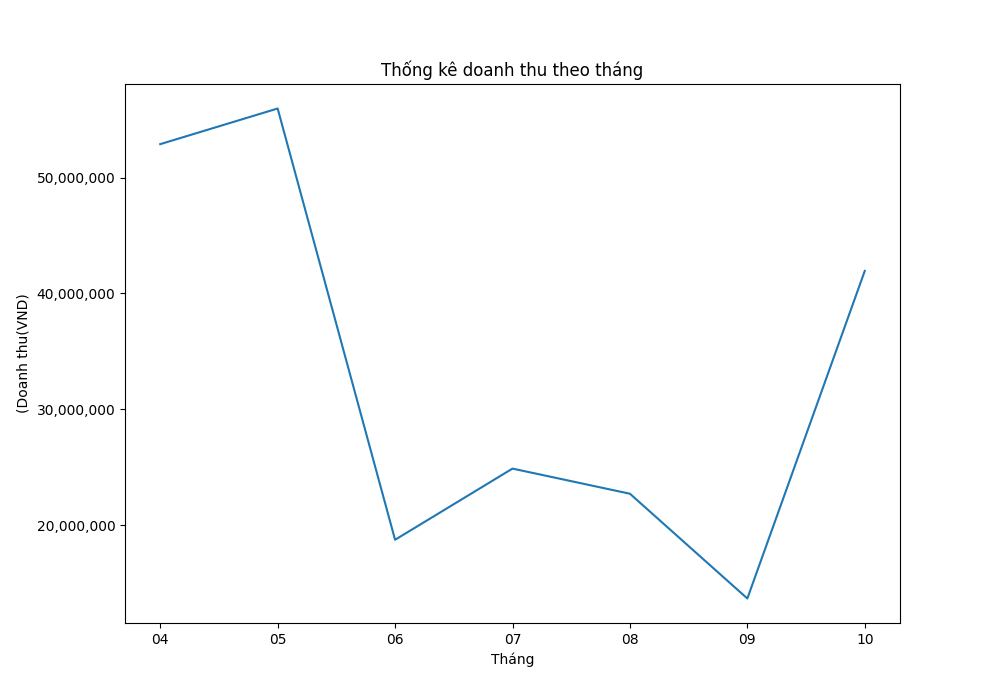 Thống kê doanh thu theo tháng
(Doanh thu(VND)
50,000,000
40,000,000
30,000,000
20,000,000
04 05 06 07 08 09 10
Tháng